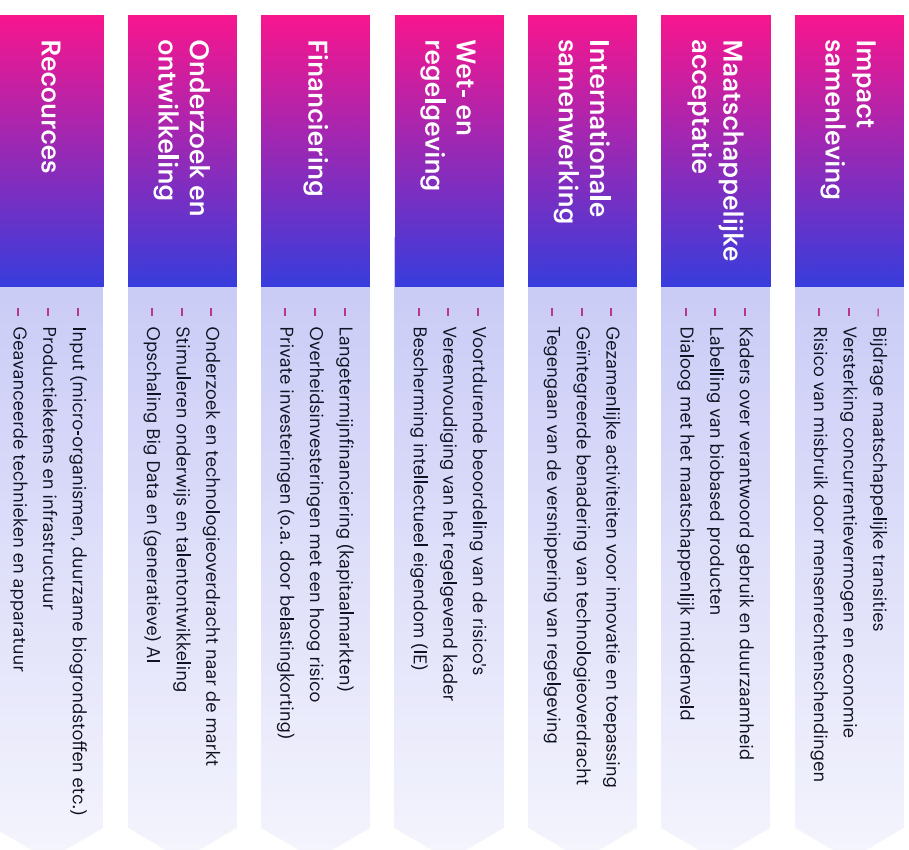 Impact
samenleving
– Bijdrage maatschappelijke transities
– Versterking concurrentievermogen en economie
– Risico van misbruik door mensenrechtenschendingen
Maatschappelijke
acceptatie
– Kaders over verantwoord gebruik en duurzaamheid
– Labelling van biobased producten
– Dialoog met het maatschappenlijk middenveld
Internationale
samenwerking
– Gezamenlijke activiteiten voor innovatie en toepassing
– Geïntegreerde benadering van technologieoverdracht
– Tegengaan van de versnippering van regelgeving
Wet- en
regelgeving
– Voortdurende beoordeling van de risico's
– Vereenvoudiging van het regelgevend kader
– Bescherming intellectueel eigendom (IE)
Financiering
– Langetermijnfinanciering (kapitaalmarkten)
– Overheidsinvesteringen met een hoog risico
– Private investeringen (o.a. door belastingkorting)
Onderzoek en
ontwikkeling
– Onderzoek en technologieoverdracht naar de markt
– Stimuleren onderwijs en talentontwikkeling
– Opschaling Big Data en (generatieve) AI
Recources
– Input (micro-organismen, duurzame biogrondstoffen etc.)
– Productieketens en infrastructuur
– Geavanceerde technieken en apparatuur